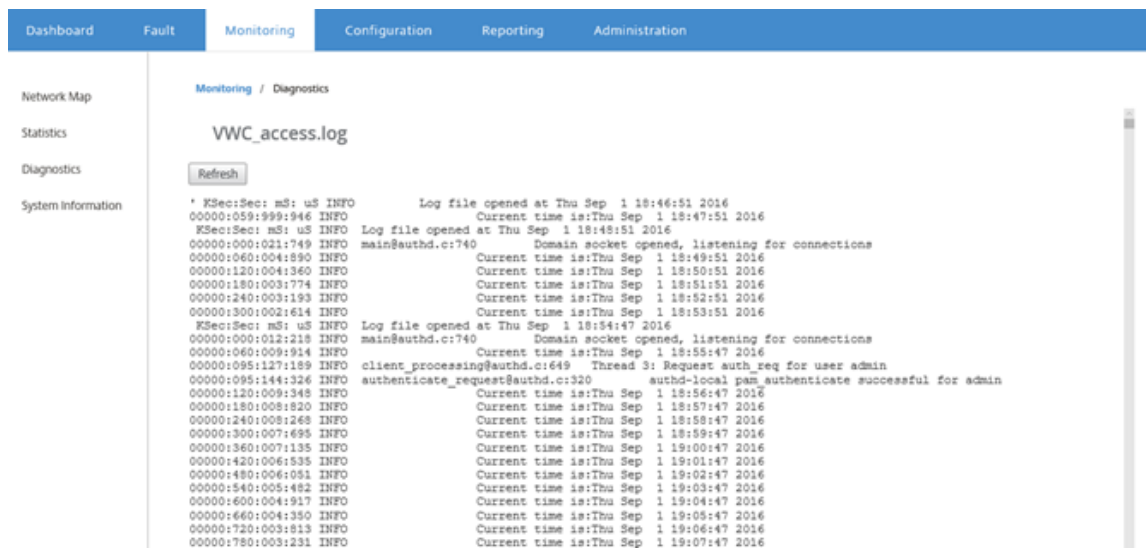 Dashboard Fault Monitoring Configuration Reporting Administration
Network Map
Statistics
Diagnostics
System Information
Monitoring / Diagnostics
VWC_access.log
Refresh
' KSec:Sec: mS: uS INFO Log file opened at Thu Sep 1 18:46:51 2016
00000:059:999:946 INFO Current time is:Thu Sep 1 18:47:51 2016
KSec:Sec: mS: uS INFO Log file opened at Thu Sep 1 18:48:51 2016
00000:000:021:749 INFO main@authd.c:740 Domain socket opened, listening for connections
00000:060:004:890 INFO Current time is:Thu Sep 1 18:49:51 2016
00000:120:004:360 INFO Current time is:Thu Sep 1 18:50:51 2016
00000:180:003:774 INFO Current time is:Thu Sep 1 18:51:51 2016
00000:240:003:193 INFO Current time is:Thu Sep 1 18:52:51 2016
00000:300:002:614 INFO Current time is:Thu Sep 1 18:53:51 2016
KSec:Sec: mS: uS INFO Log file opened at Thu Sep 1 18:54:47 2016
00000:000:012:218 INFO main@authd.c:740 Domain socket opened, listening for connections
00000:060:009:914 INFO Current time is:Thu Sep 1 18:55:47 2016
00000:095:127:189 INFO client_processing@authd.c:649 Thread 3: Request auth_req for user admin
00000:095:144:326 INFO authenticate_request@authd.c:320 authd-local pam_authenticate successful for admin
00000:120:009:348 INFO Current time is:Thu Sep 1 18:56:47 2016
00000:180:008:820 INFO Current time is:Thu Sep 1 18:57:47 2016
00000:240:008:268 INFO Current time is:Thu Sep 1 18:58:47 2016
00000:300:007:695 INFO Current time is:Thu Sep 1 18:59:47 2016
00000:360:007:135 INFO Current time is:Thu Sep 1 19:00:47 2016
00000:420:006:535 INFO Current time is:Thu Sep 1 19:01:47 2016
00000:480:006:051 INFO Current time is:Thu Sep 1 19:02:47 2016
00000:540:005:482 INFO Current time is:Thu Sep 1 19:03:47 2016
00000:600:004:917 INFO Current time is:Thu Sep 1 19:04:47 2016
00000:660:004:350 INFO Current time is:Thu Sep 1 19:05:47 2016
00000:720:003:813 INFO Current time is:Thu Sep 1 19:06:47 2016
00000:780:003:231 INFO Current time is:Thu Sep 1 19:07:47 2016